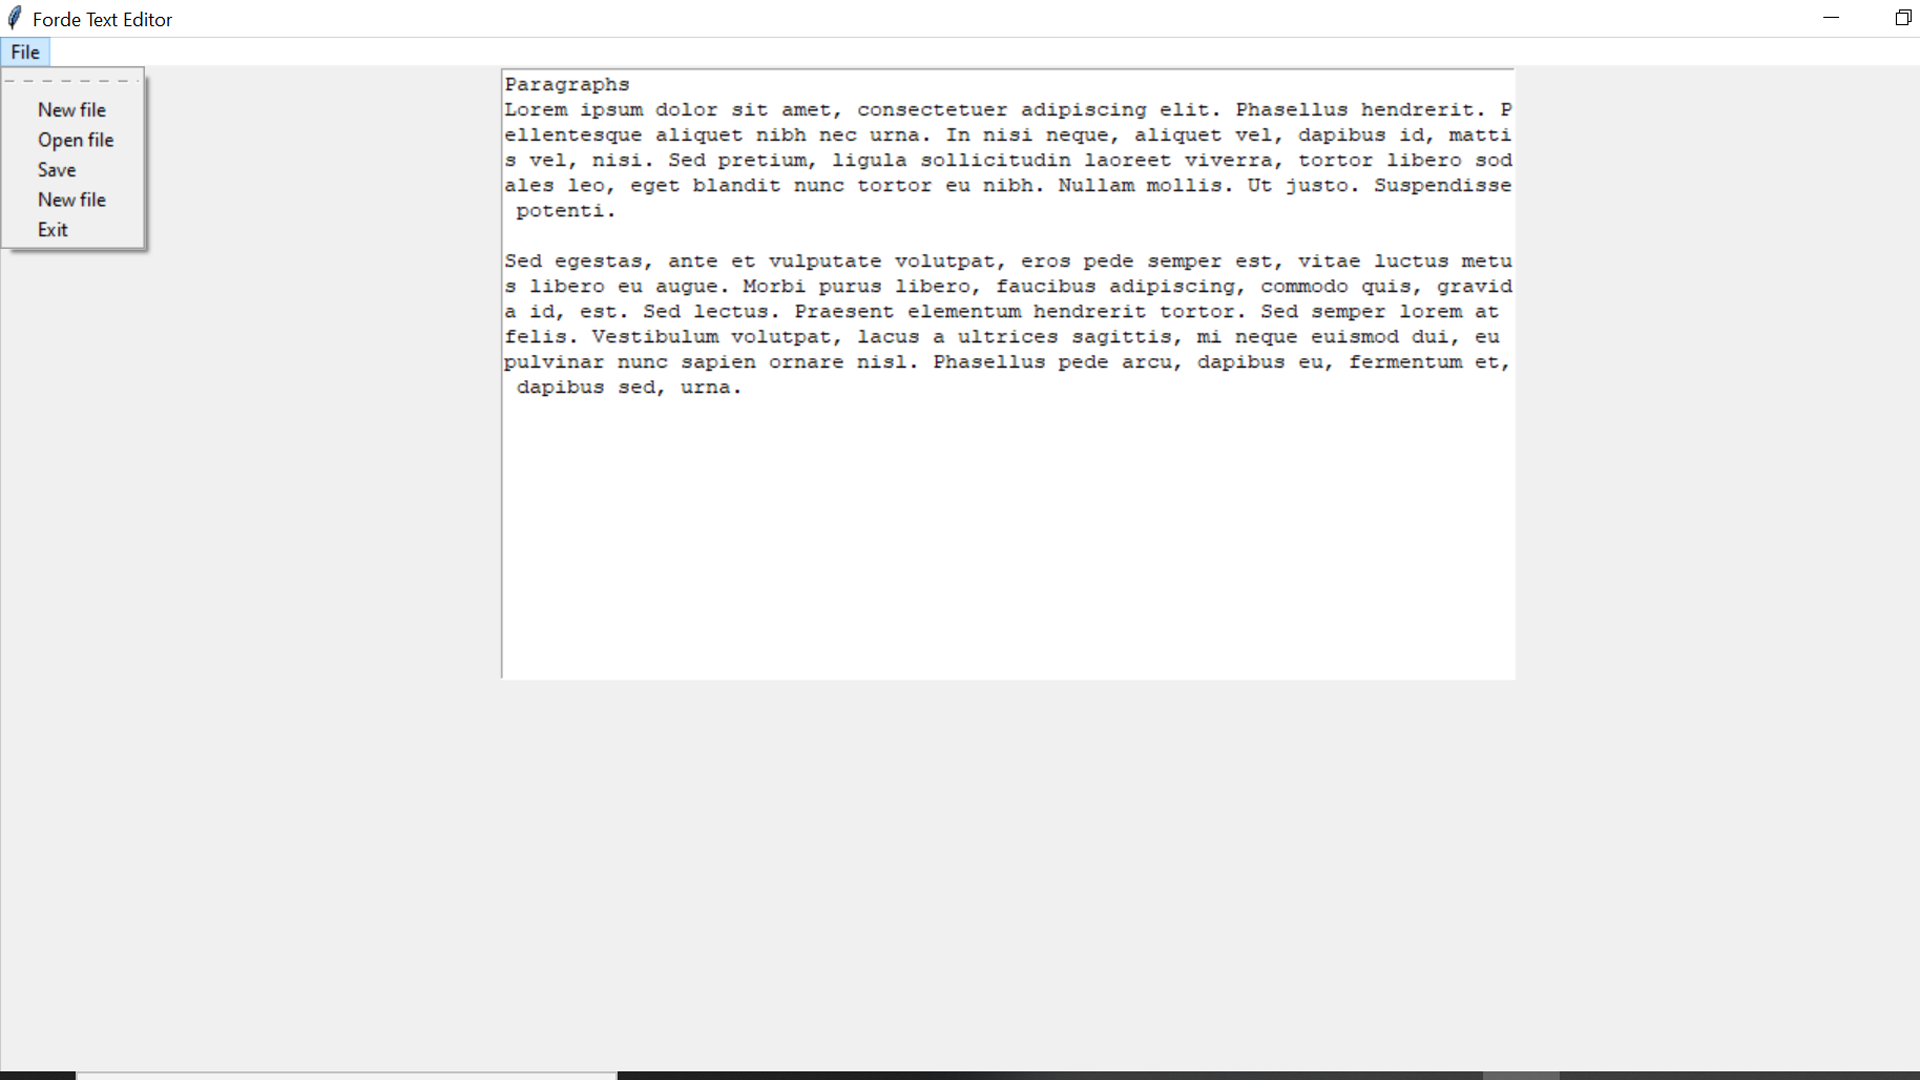 Forde Text Editor
File
New file
Open file
Save
New file
Exit
Paragraphs
Lorem ipsum dolor sit amet, consectetuer adipiscing elit. Phasellus hendrerit. P
ellentesque aliquet nibh nec urna. In nisi neque, aliquet vel, dapibus id, matti
s vel, nisi. Sed pretium, ligula sollicitudin laoreet viverra, tortor libero sod
ales leo, eget blandit nunc tortor eu nibh. Nullam mollis. Ut justo. Suspendisse
potenti.
Sed egestas, ante et vulputate volutpat, eros pede semper est, vitae luctus metu
s libero eu augue. Morbi purus libero, faucibus adipiscing, commodo quis, gravid
a id, est. Sed lectus. Praesent elementum hendrerit tortor. Sed semper lorem at
felis. Vestibulum volutpat, lacus a ultrices sagittis, mi neque euismod dui, eu
pulvinar nunc sapien ornare nisl. Phasellus pede arcu, dapibus eu, fermentum et,
dapibus sed, urna.